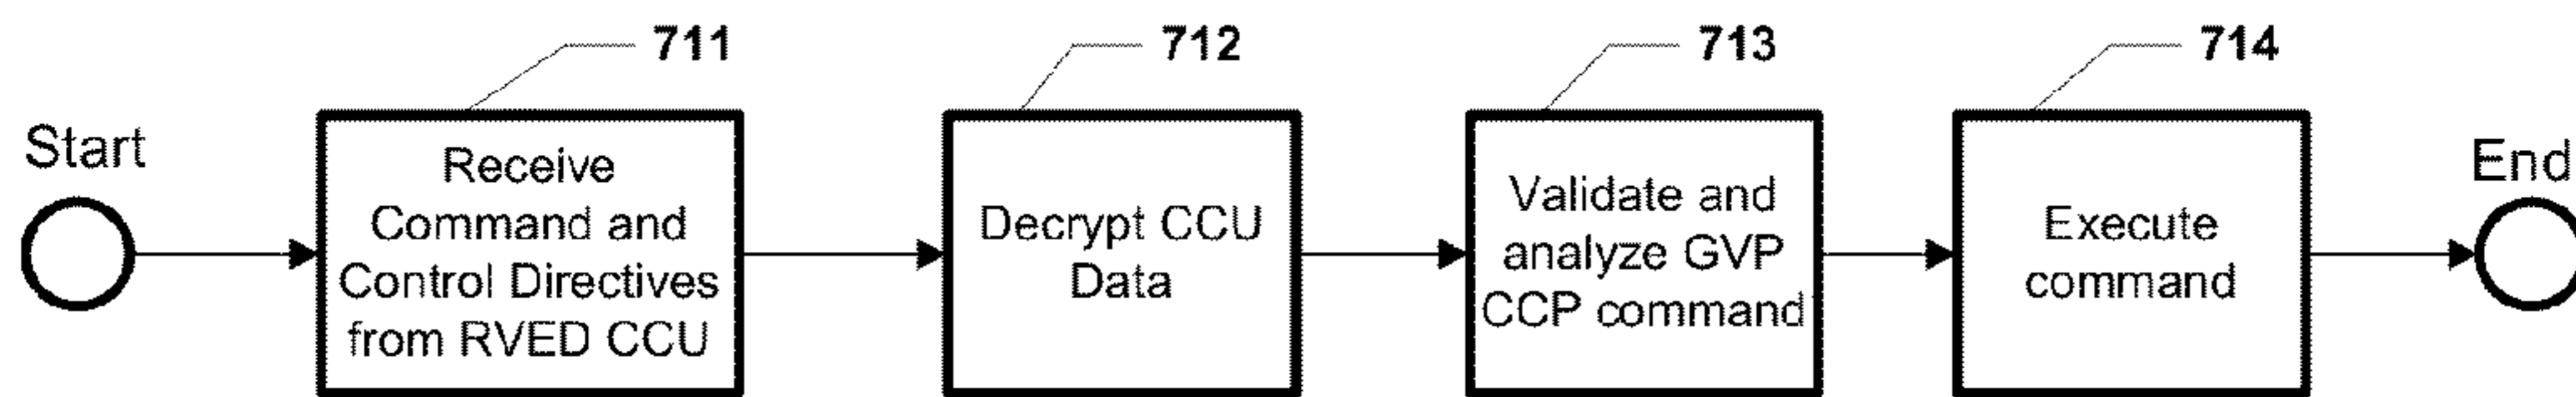 711
712
713
714
Start
Receive
Command and
Control Directives
from RVED CCU
Decrypt CCU
Data
Validate and
analyze GVP
CCP command
Execute
command
End